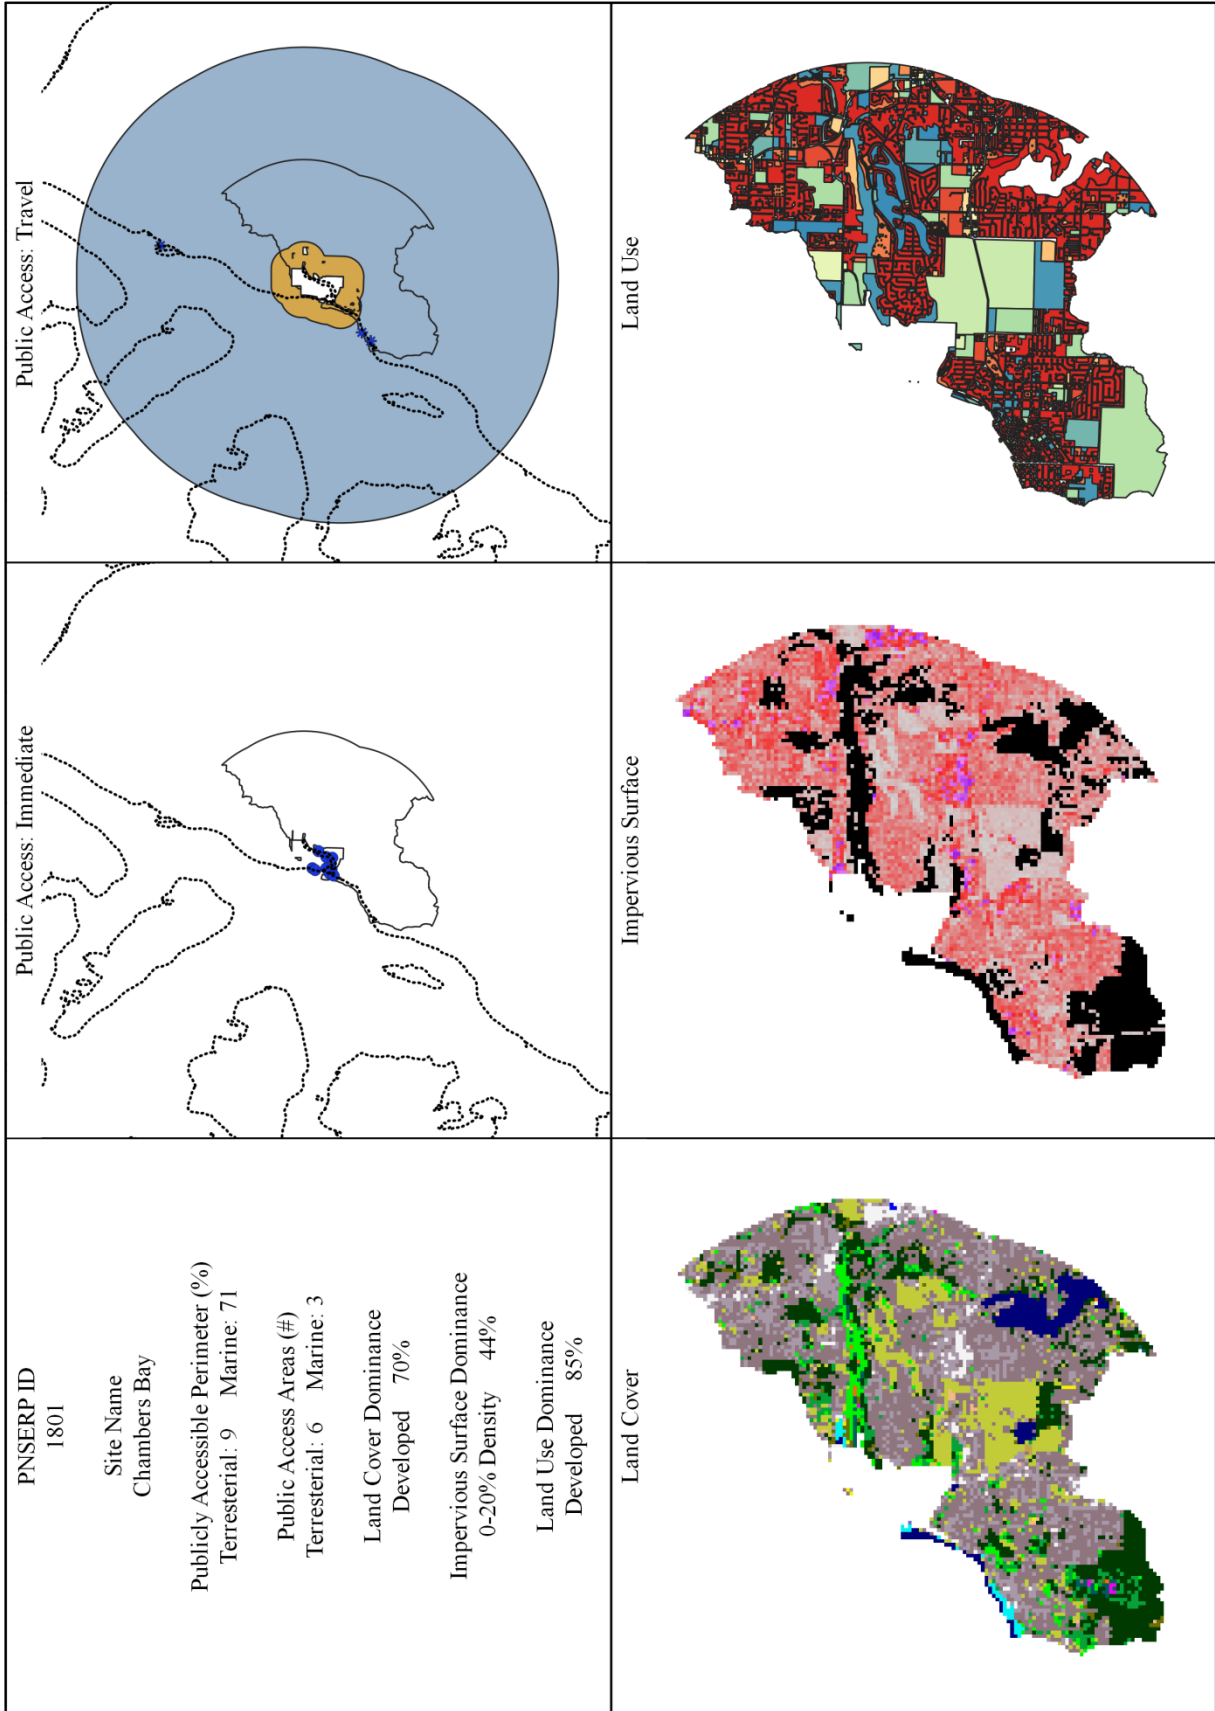 PNSERP ID
1801
Site Name
Chambers Bay
Publicly Accessible Perimeter (%)
Terresterial: 9 Marine: 71
Public Access Areas (#)
Terresterial: 6 Marine: 3
Land Cover Dominance
Developed 70%
Impervious Surface Dominance
0-20% Density 44%
Land Use Dominance
Developed 85%
Public Access: Immediate
Public Access: Travel
Land Cover
Impervious Surface
Land Use